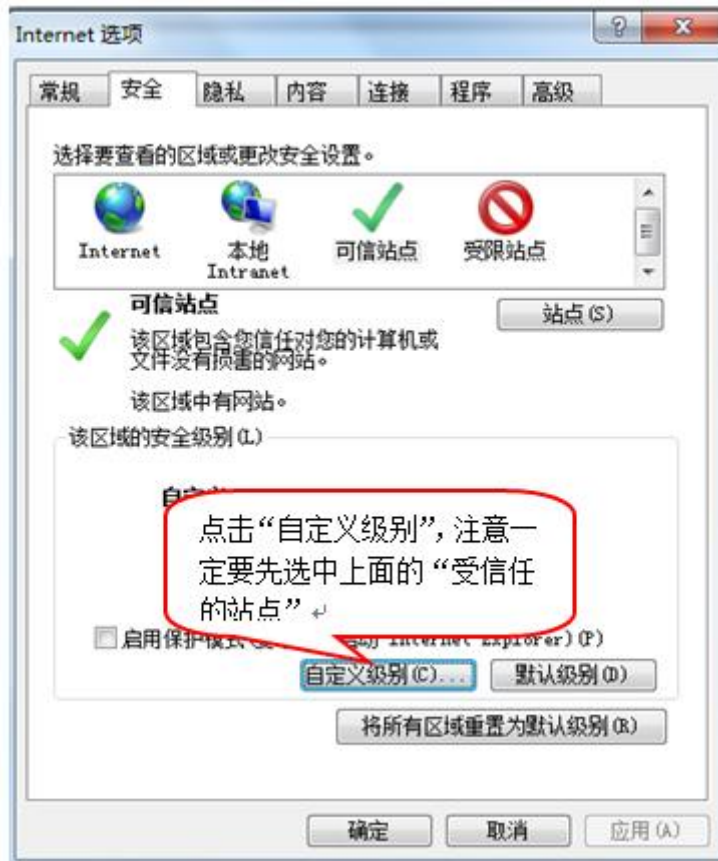 Internet 选项
常规 安全 隐私 内容 连接 程序 高级
选择要查看的区域或更改安全设置。
Internet 本地 Intranet 可信站点 受限站点
可信站点
站点(S)
该区域包含您信任对您的计算机或
文件没有损害的网站。
该区域中有网站。
该区域的安全级别(L)
点击“自定义级别”，注意一
定要先选中上面的“受信任
的站点”
启用保护模式 Internet Explorer)(P)
自定义级别(C)... 默认级别(D)
将所有区域重置为默认级别(R)
确定 取消 应用(A)